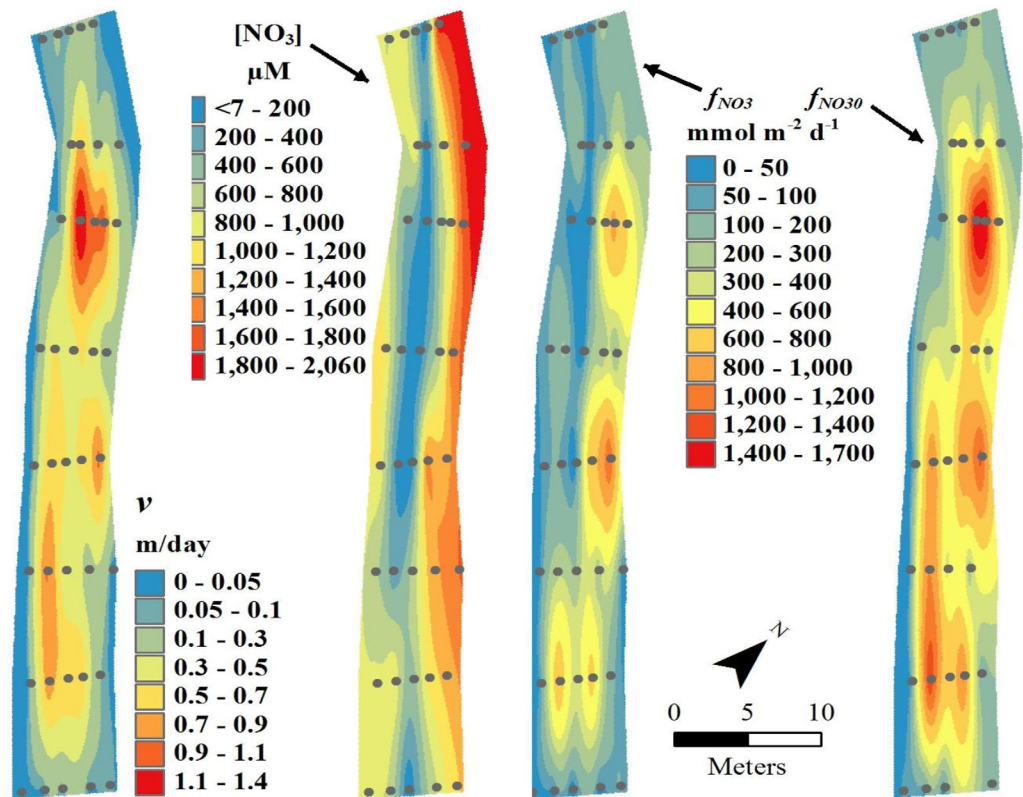 [NO₃]
μM
<7 - 200
200 - 400
400 - 600
600 - 800
800 - 1,000
1,000 - 1,200
1,200 - 1,400
1,400 - 1,600
1,600 - 1,800
1,800 - 2,060
f_NO3 f_NO30
mmol m⁻² d⁻¹
0 - 50
50 - 100
100 - 200
200 - 300
300 - 400
400 - 600
600 - 800
800 - 1,000
1,000 - 1,200
1,200 - 1,400
1,400 - 1,700
v
m/day
0 - 0.05
0.05 - 0.1
0.1 - 0.3
0.3 - 0.5
0.5 - 0.7
0.7 - 0.9
0.9 - 1.1
1.1 - 1.4
N
0 5 10
Meters